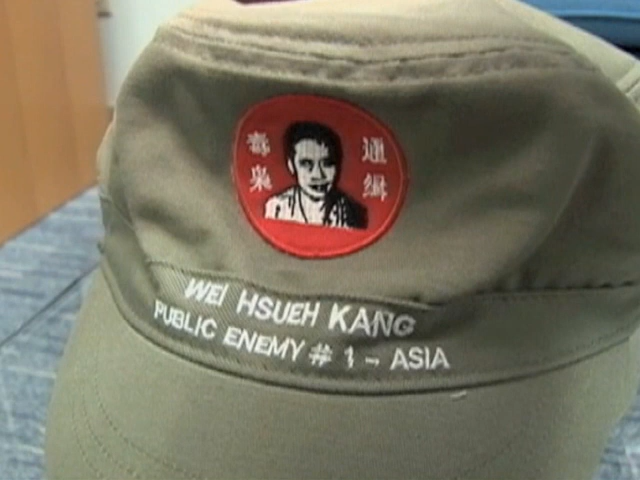 通緝
毒梟
WEI HSUEH KANG
PUBLIC ENEMY # 1 - ASIA